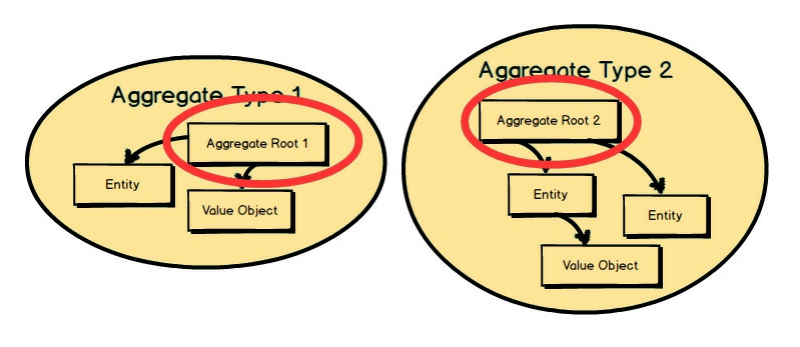 Aggregate Type 1
Aggregate Root 1
Entity
Value Object
Aggregate Type 2
Aggregate Root 2
Entity
Entity
Value Object